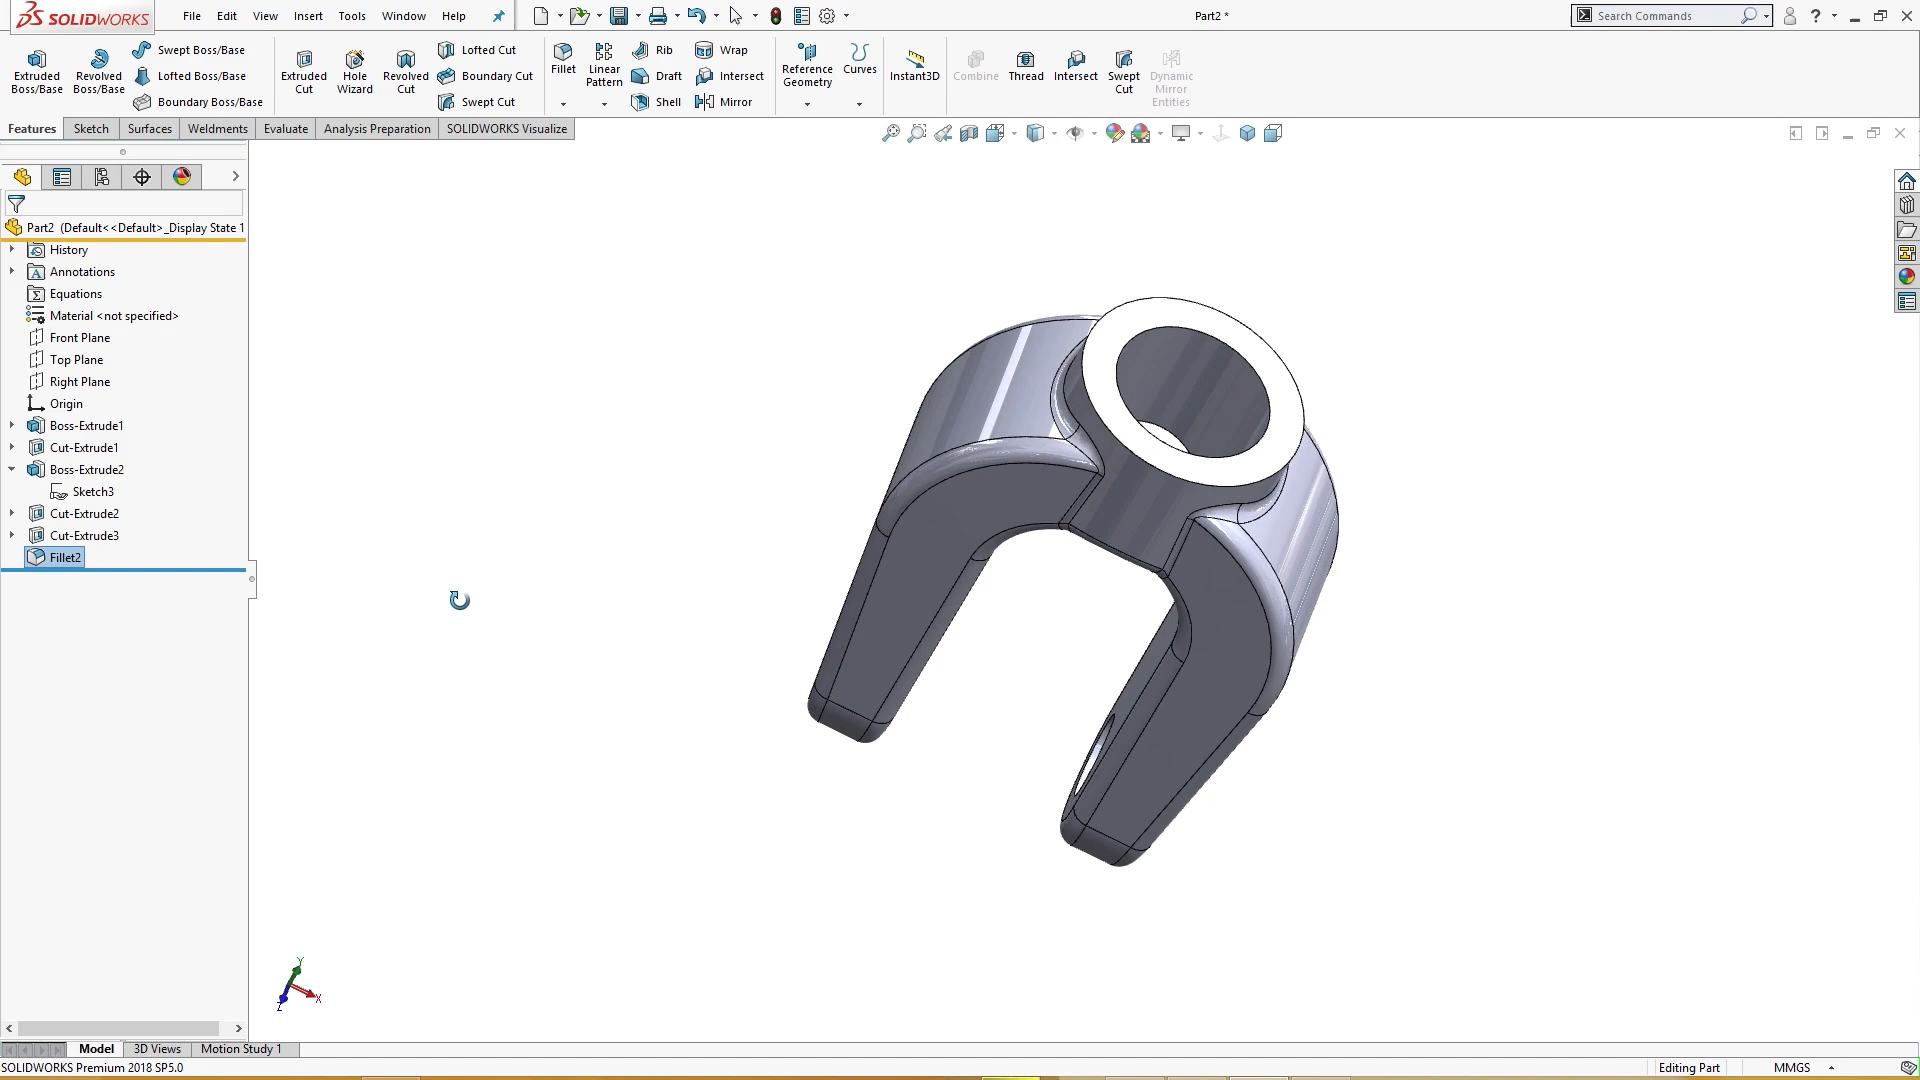 SOLIDWORKS
File Edit View Insert Tools Window Help
Part2 *
Search Commands
?
Extruded Boss/Base
Revolved Boss/Base
Swept Boss/Base
Lofted Boss/Base
Boundary Boss/Base
Extruded Cut
Hole Wizard
Revolved Cut
Lofted Cut
Boundary Cut
Swept Cut
Fillet
Linear Pattern
Rib
Draft
Shell
Wrap
Intersect
Mirror
Reference Geometry
Curves
Instant3D
Combine
Thread
Intersect
Swept Cut
Dynamic Mirror Entities
Features Sketch Surfaces Weldments Evaluate Analysis Preparation SOLIDWORKS Visualize
Part2 (Default<<Default>_Display State 1
History
Annotations
Equations
Material <not specified>
Front Plane
Top Plane
Right Plane
Origin
Boss-Extrude1
Cut-Extrude1
Boss-Extrude2
Sketch3
Cut-Extrude2
Cut-Extrude3
Fillet2
Y
X
Z
Model 3D Views Motion Study 1
SOLIDWORKS Premium 2018 SP5.0
Editing Part
MMGS